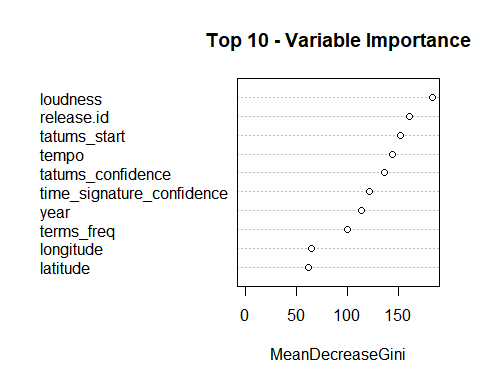 Top 10 - Variable Importance
loudness
release.id
tatums_start
tempo
tatums_confidence
time_signature_confidence
year
terms_freq
longitude
latitude
0 50 100 150
MeanDecreaseGini